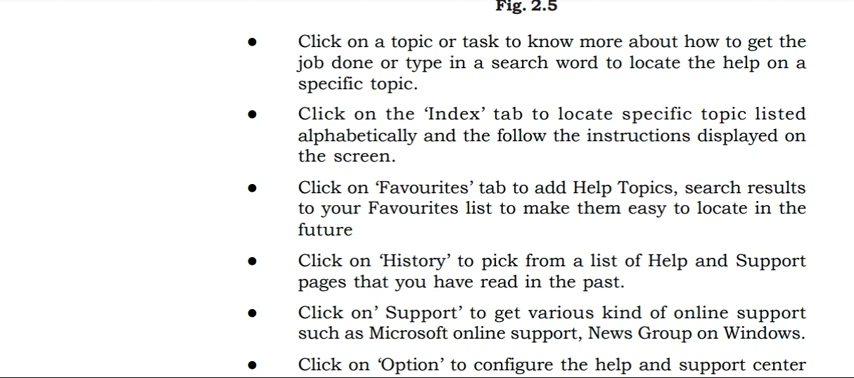 Fig. 2.5
● Click on a topic or task to know more about how to get the
job done or type in a search word to locate the help on a
specific topic.
● Click on the ‘Index’ tab to locate specific topic listed
alphabetically and the follow the instructions displayed on
the screen.
● Click on ‘Favourites’ tab to add Help Topics, search results
to your Favourites list to make them easy to locate in the
future
● Click on ‘History’ to pick from a list of Help and Support
pages that you have read in the past.
● Click on’ Support’ to get various kind of online support
such as Microsoft online support, News Group on Windows.
● Click on ‘Option’ to configure the help and support center